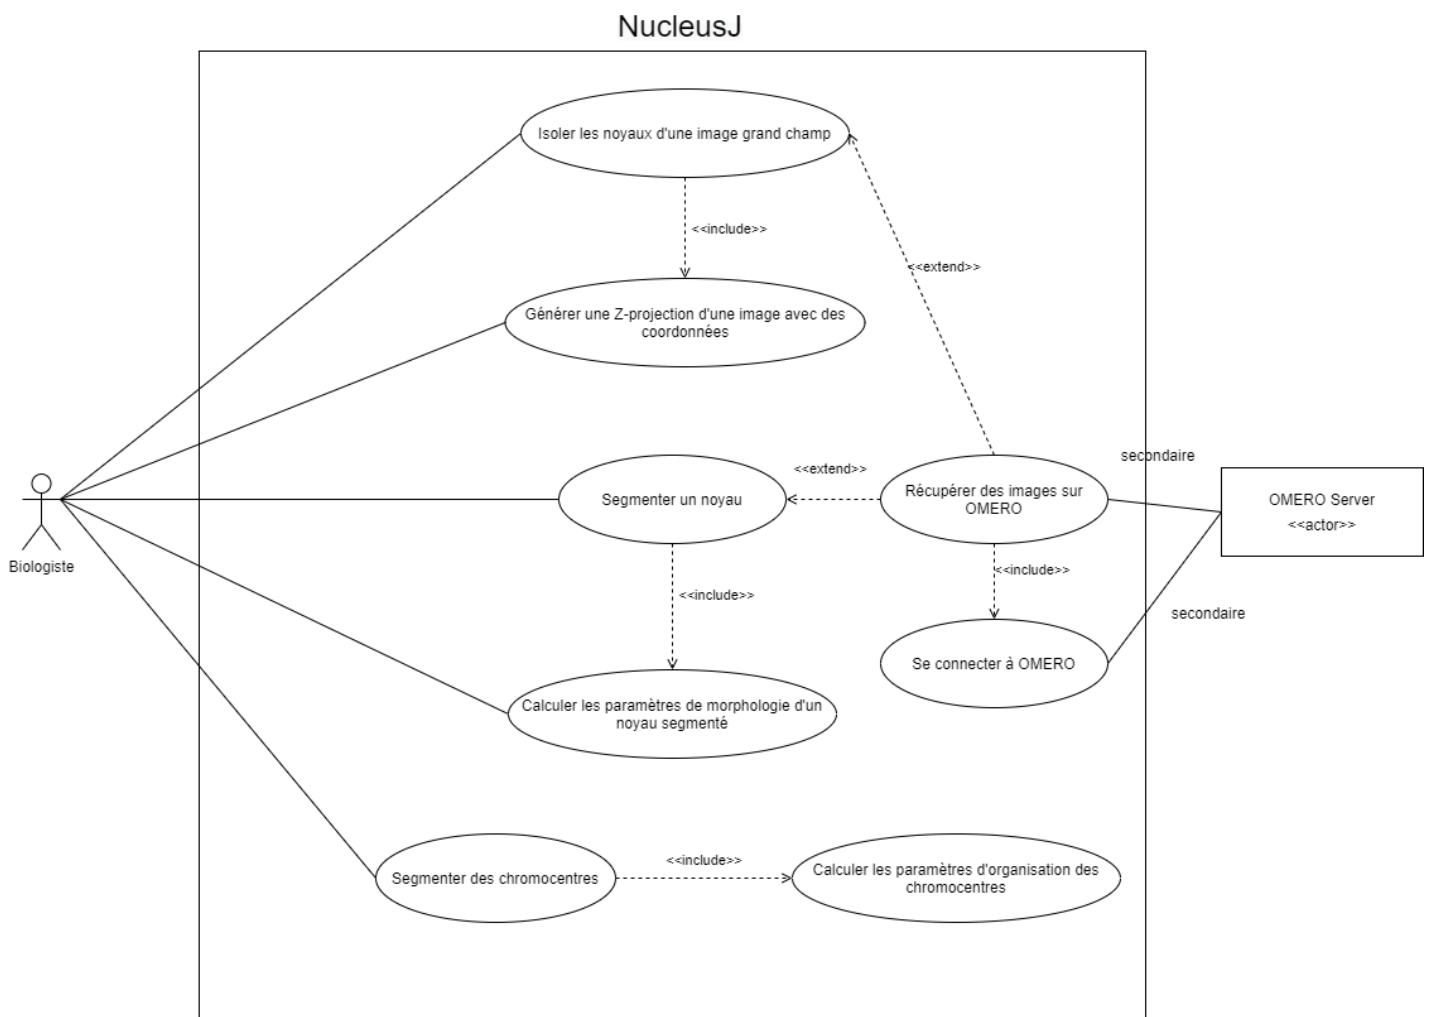 NucleusJ
Isoler les noyaux d'une image grand champ
<<include>>
<<extend>>
Générer une Z-projection d'une image avec des
coordonnées
secondaire
<<extend>>
Segmenter un noyau
Récupérer des images sur
OMERO
OMERO Server
<<actor>>
Biologiste
<<include>>
<<include>>
secondaire
Se connecter à OMERO
Calculer les paramètres de morphologie d'un
noyau segmenté
<<include>>
Segmenter des chromocentres
Calculer les paramètres d'organisation des
chromocentres